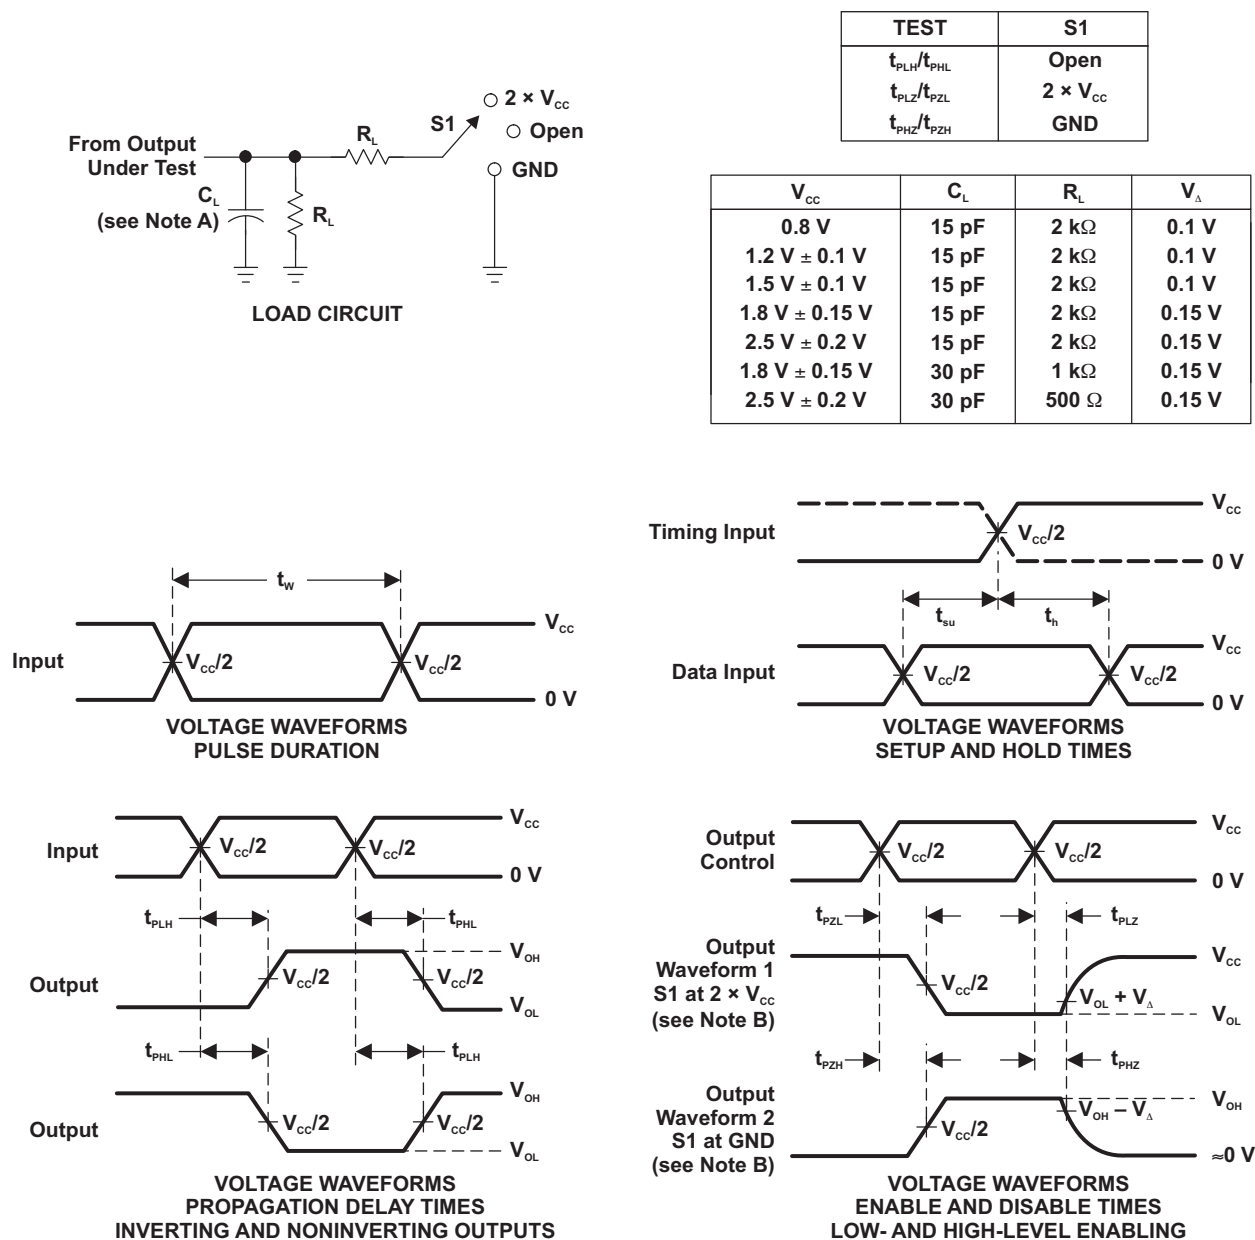 TEST S1
tPLH/tPHL Open
tPLZ/tPZL 2 × VCC
tPHZ/tPZH GND
2 × VCC
S1
Open
RL
From Output
Under Test
GND
CL
(see Note A)
RL
LOAD CIRCUIT
VCC CL RL VΔ
0.8 V 15 pF 2 kΩ 0.1 V
1.2 V ± 0.1 V 15 pF 2 kΩ 0.1 V
1.5 V ± 0.1 V 15 pF 2 kΩ 0.1 V
1.8 V ± 0.15 V 15 pF 2 kΩ 0.15 V
2.5 V ± 0.2 V 15 pF 2 kΩ 0.15 V
1.8 V ± 0.15 V 30 pF 1 kΩ 0.15 V
2.5 V ± 0.2 V 30 pF 500 Ω 0.15 V
tW
VCC
Input
VCC/2
VCC/2
0 V
VOLTAGE WAVEFORMS
PULSE DURATION
VCC
Timing Input
VCC/2
0 V
tsu
th
VCC
Data Input
VCC/2
VCC/2
0 V
VOLTAGE WAVEFORMS
SETUP AND HOLD TIMES
VCC
Input
VCC/2
VCC/2
0 V
tPLH
tPHL
VOH
Output
VCC/2
VCC/2
VOL
tPHL
tPLH
VOH
Output
VCC/2
VCC/2
VOL
VOLTAGE WAVEFORMS
PROPAGATION DELAY TIMES
INVERTING AND NONINVERTING OUTPUTS
VCC
Output
Control
VCC/2
VCC/2
0 V
tPZL
tPLZ
Output
Waveform 1
S1 at 2 × VCC
(see Note B)
VCC
VCC/2
VOL + VΔ
VOL
tPZH
tPHZ
Output
Waveform 2
S1 at GND
(see Note B)
VOH
VOH − VΔ
VCC/2
≈0 V
VOLTAGE WAVEFORMS
ENABLE AND DISABLE TIMES
LOW- AND HIGH-LEVEL ENABLING